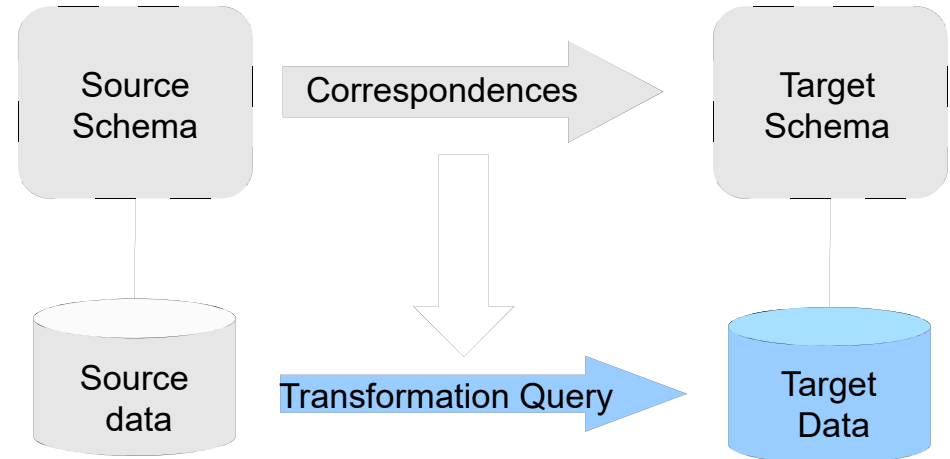 Source
Schema
Correspondences
Target
Schema
Source
data
Transformation Query
Target
Data